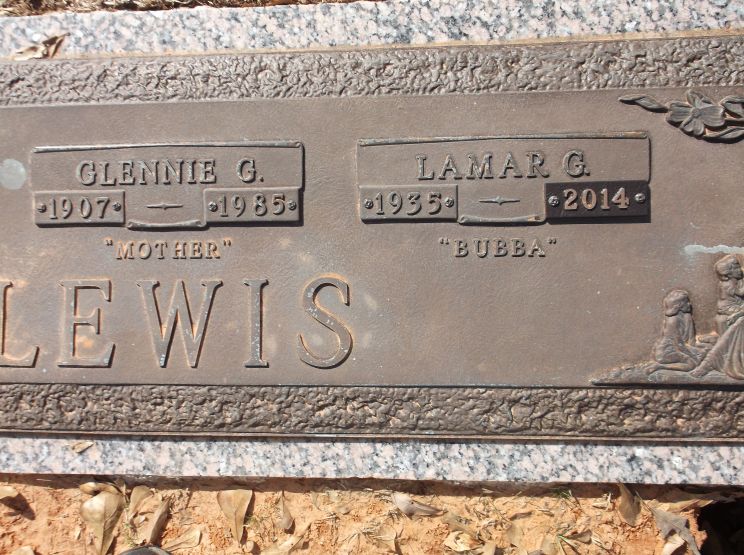 GLENNIE G.
1907 — 1985
"MOTHER"
LAMAR G.
1935 — 2014
"BUBBA"
LEWIS